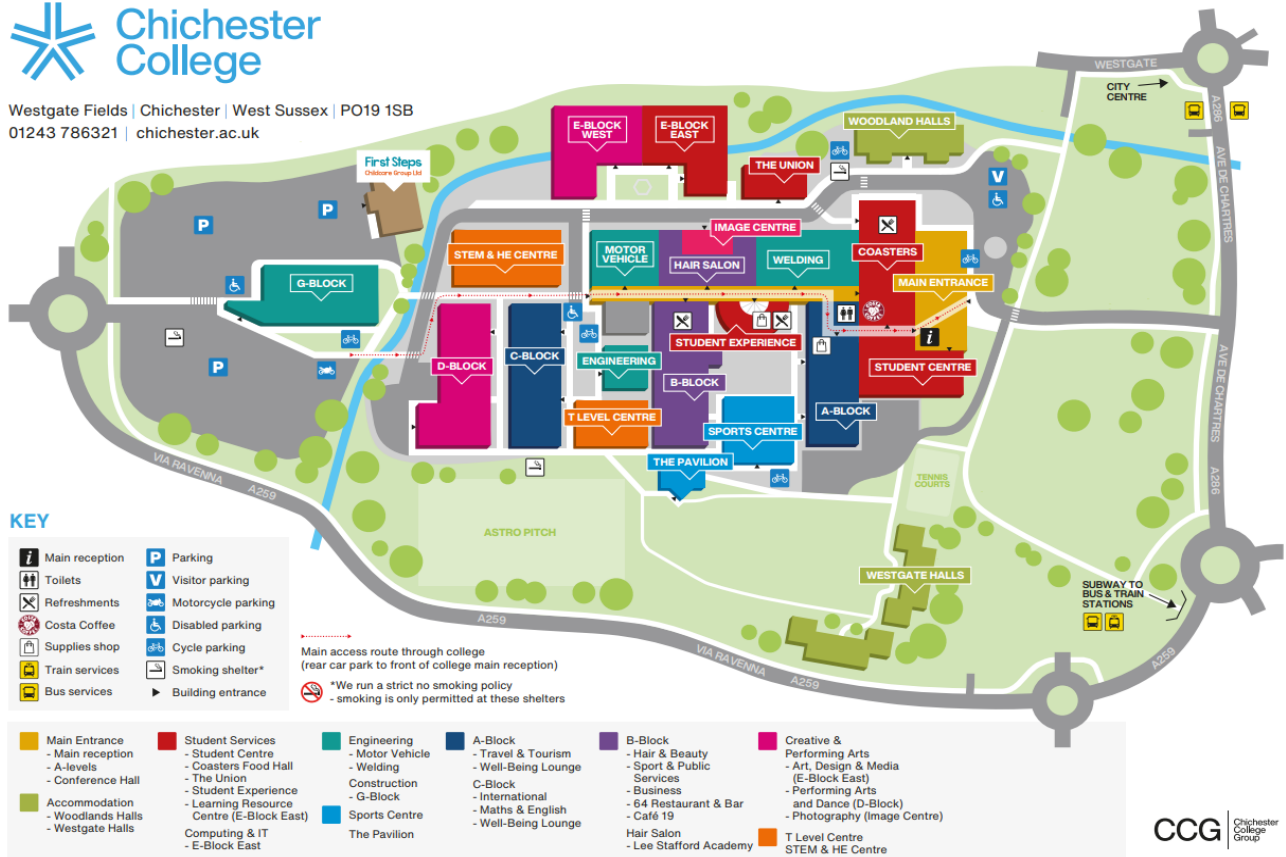 Chichester
College
Westgate Fields | Chichester | West Sussex | PO19 1SB
01243 786321 | chichester.ac.uk
WESTGATE
CITY
CENTRE
A286
AVE DE CHARTRES
AVE DE CHARTRES
A286
First Steps
Childcare Group Ltd
E-BLOCK
WEST
E-BLOCK
EAST
WOODLAND HALLS
THE UNION
V
P
P
IMAGE CENTRE
STEM & HE CENTRE
MOTOR
VEHICLE
HAIR SALON
WELDING
COASTERS
MAIN ENTRANCE
G-BLOCK
COSTA COFFEE
i
STUDENT EXPERIENCE
P
D-BLOCK
C-BLOCK
ENGINEERING
B-BLOCK
STUDENT CENTRE
T LEVEL CENTRE
A-BLOCK
SPORTS CENTRE
THE PAVILION
TENNIS
COURTS
VIA RAVENNA
A259
ASTRO PITCH
WESTGATE HALLS
SUBWAY TO
BUS & TRAIN
STATIONS
A259
A259
VIA RAVENNA
A259
KEY
i Main reception
Toilets
Refreshments
Costa Coffee
Supplies shop
Train services
Bus services
P Parking
V Visitor parking
Motorcycle parking
Disabled parking
Cycle parking
Smoking shelter*
Building entrance
Main access route through college
(rear car park to front of college main reception)
*We run a strict no smoking policy
- smoking is only permitted at these shelters
Main Entrance
- Main reception
- A-levels
- Conference Hall
Accommodation
- Woodlands Halls
- Westgate Halls
Student Services
- Student Centre
- Coasters Food Hall
- The Union
- Student Experience
- Learning Resource
Centre (E-Block East)
Computing & IT
- E-Block East
Engineering
- Motor Vehicle
- Welding
Construction
- G-Block
Sports Centre
The Pavilion
A-Block
- Travel & Tourism
- Well-Being Lounge
C-Block
- International
- Maths & English
- Well-Being Lounge
B-Block
- Hair & Beauty
- Sport & Public
Services
- Business
- 64 Restaurant & Bar
- Café 19
Hair Salon
- Lee Stafford Academy
Creative &
Performing Arts
- Art, Design & Media
(E-Block East)
- Performing Arts
and Dance (D-Block)
- Photography (Image Centre)
T Level Centre
STEM & HE Centre
CCG
Chichester
College
Group